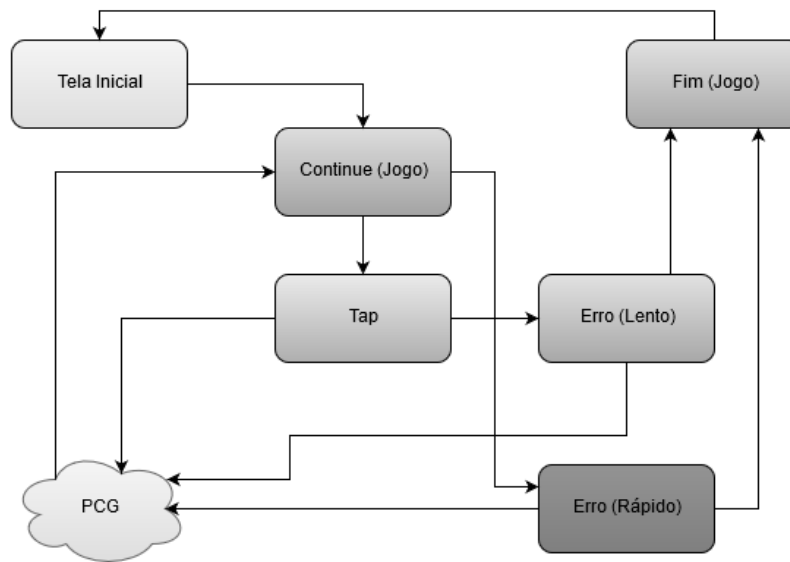 Tela Inicial
Fim (Jogo)
Continue (Jogo)
Tap
Erro (Lento)
PCG
Erro (Rápido)